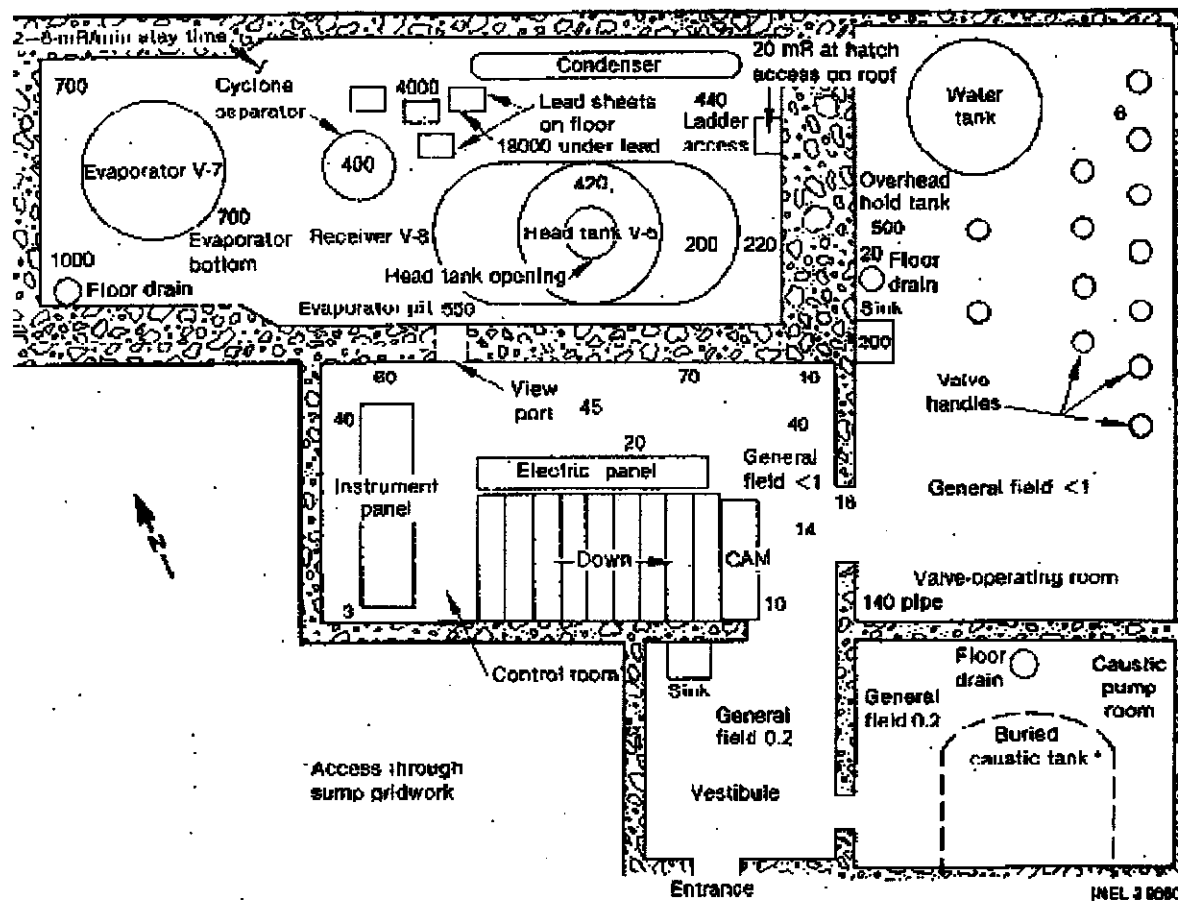 2–8-mR/min stay time
700
Cyclone
separator
4000
Condenser
Lead sheets
on floor
18000 under lead
20 mR at hatch
access on roof
440
Ladder
access
Water
tank
Evaporator V-7
400
420
700
Evaporator
bottom
Receiver V-8
Head tank
200
220
Head tank opening
1000
Floor drain
Evaporator pit 550
Overhead
hold tank
500
20
Floor
drain
Sink
200
Valve
handles
60
View
port
45
70
40
40
20
Electric panel
General
field <1
Instrument
panel
General field <1
14
Down
CAM
10
3
Valve-operating room
140 pipe
Control room
Sink
General
field 0.2
Vestibule
Access through
sump gridwork
Floor
drain
General
field 0.2
Caustic
pump
room
Buried
caustic tank
Entrance